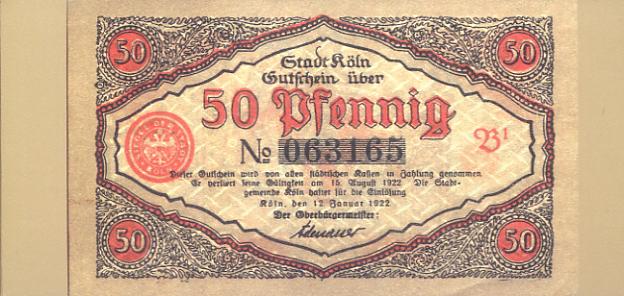 50 50
Stadt Köln
Gutschein über
50 Pfennig
No 063165
B1
Dieser Gutschein wird von allen städtischen Kassen in Zahlung genommen
Er verliert seine Gültigkeit am 15. August 1922 Die Stadt-
gemeinde Köln haftet für die Einlösung
Köln, den 12 Januar 1922
Der Oberbürgermeister:
Adenauer
50 50